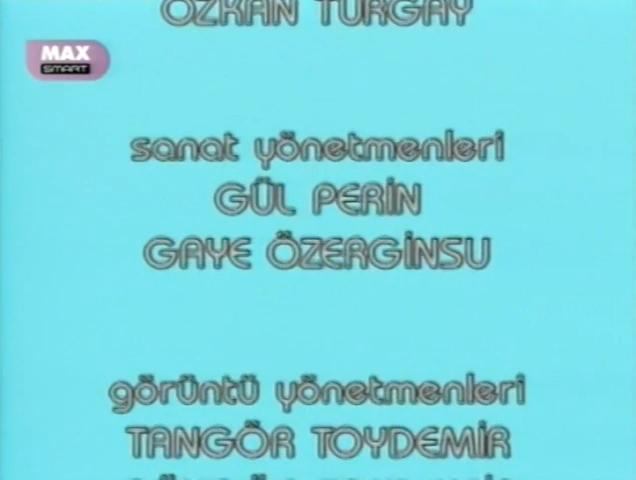 ÖZKAN TURGAY
MAX
SMART
sanat yönetmenleri
GÜL PERİN
GAYE ÖZERGİNSU
görüntü yönetmenleri
TANGÖR TOYDEMİR